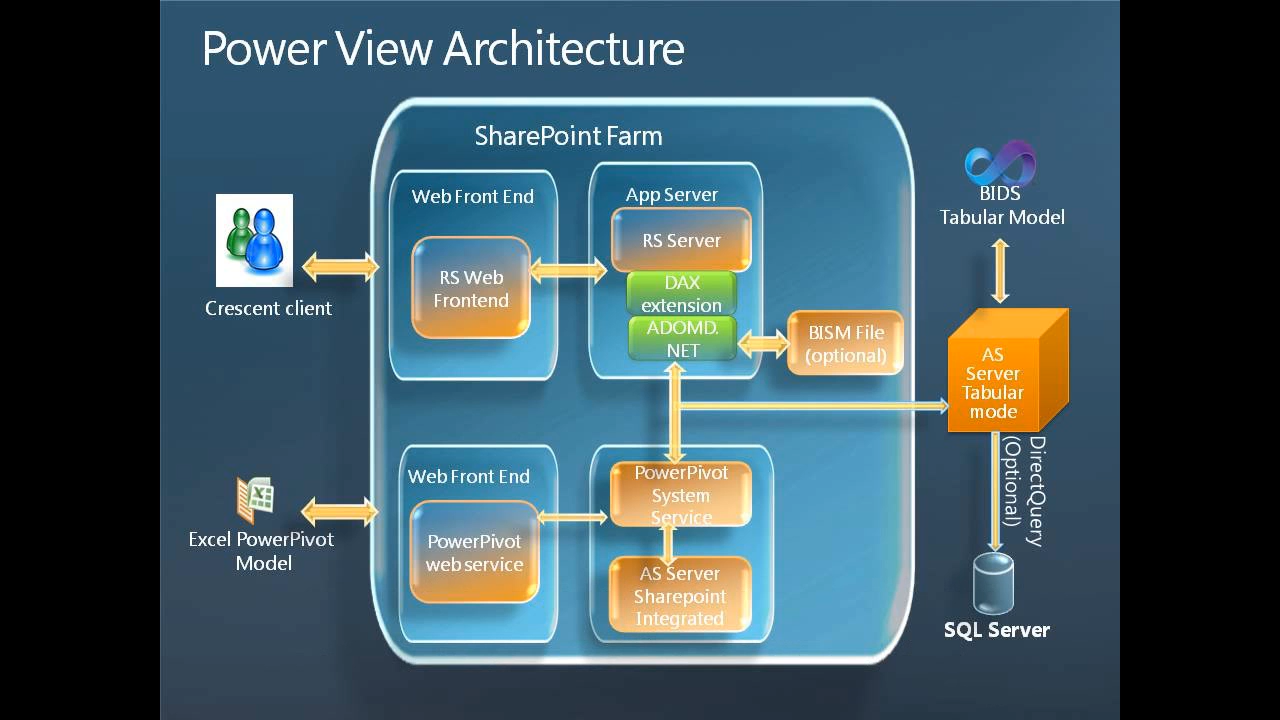 Power View Architecture
SharePoint Farm
Web Front End
App Server
RS Web
Frontend
RS Server
DAX
extension
ADOMD.
NET
BISM File
(optional)
Crescent client
BIDS
Tabular Model
AS
Server
Tabular
mode
DirectQuery
(Optional)
SQL Server
Web Front End
PowerPivot
web service
PowerPivot
System
Service
AS Server
Sharepoint
Integrated
Excel PowerPivot
Model